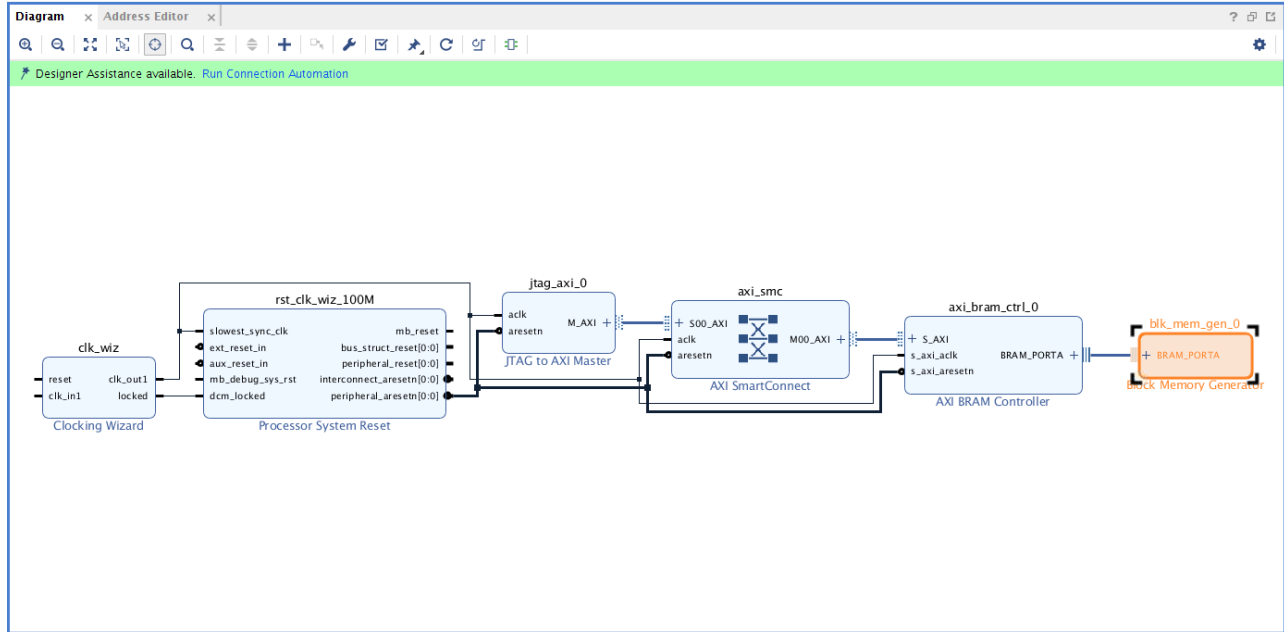 Diagram x Address Editor x
Designer Assistance available. Run Connection Automation
clk_wiz
reset
clk_in1
clk_out1
locked
Clocking Wizard
rst_clk_wiz_100M
slowest_sync_clk
ext_reset_in
aux_reset_in
mb_debug_sys_rst
dcm_locked
mb_reset
bus_struct_reset[0:0]
peripheral_reset[0:0]
interconnect_aresetn[0:0]
peripheral_aresetn[0:0]
Processor System Reset
jtag_axi_0
aclk
aresetn
M_AXI
JTAG to AXI Master
axi_smc
S00_AXI
aclk
aresetn
M00_AXI
AXI SmartConnect
axi_bram_ctrl_0
S_AXI
s_axi_aclk
s_axi_aresetn
BRAM_PORTA
AXI BRAM Controller
blk_mem_gen_0
BRAM_PORTA
Block Memory Generator